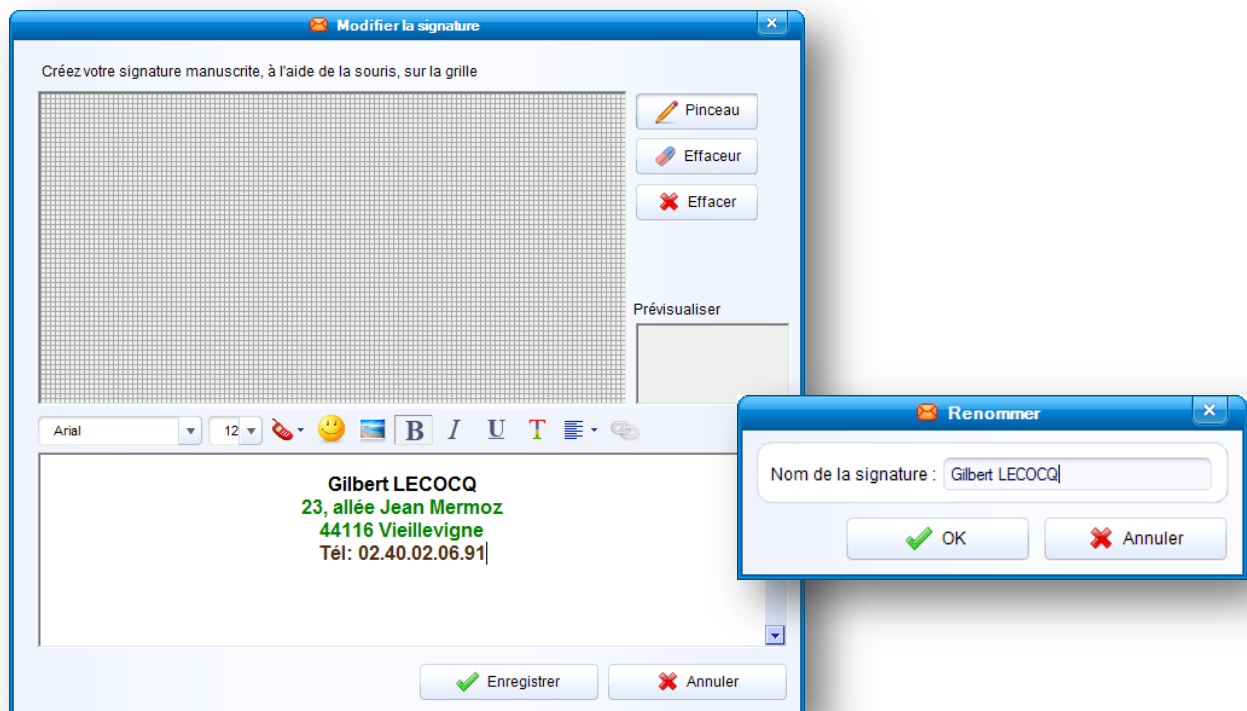 Modifier la signature
Créez votre signature manuscrite, à l'aide de la souris, sur la grille
Pinceau
Effaceur
Effacer
Prévisualiser
Arial 12 B I U T
Gilbert LECOCQ
23, allée Jean Mermoz
44116 Vieillevigne
Tél: 02.40.02.06.91
Enregistrer Annuler
Renommer
Nom de la signature : Gilbert LECOCQ
OK Annuler